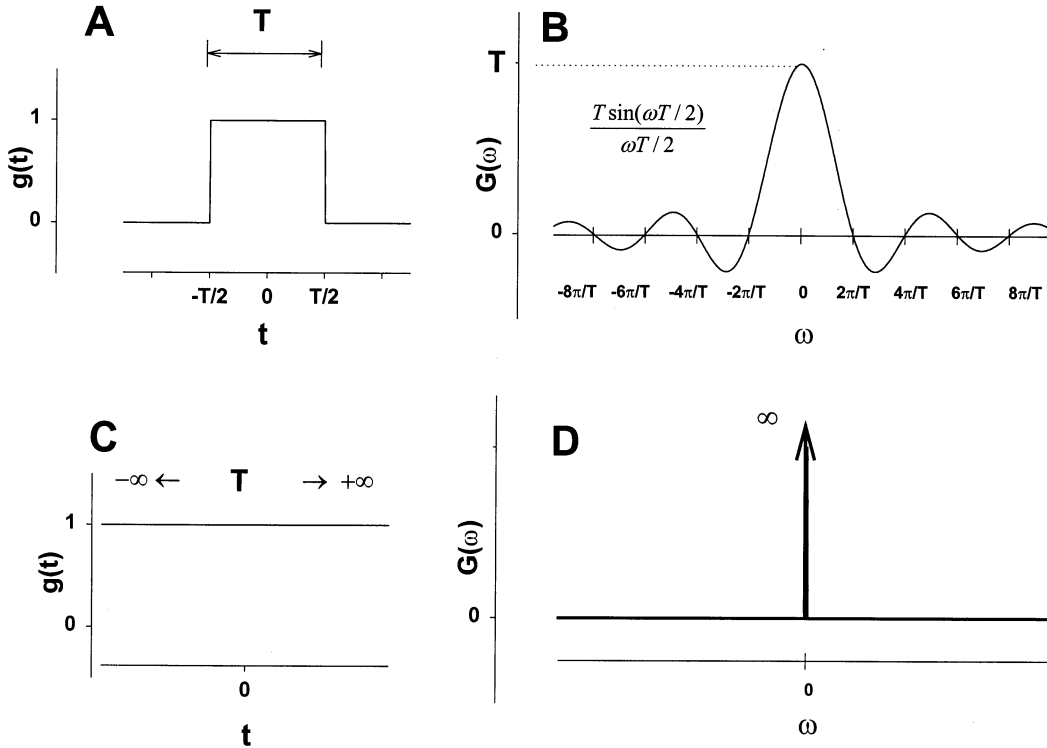 A
T
g(t)
1
0
-T/2 0 T/2
t
B
T
G(ω)
T sin(ωT / 2)
ωT / 2
0
-8π/T -6π/T -4π/T -2π/T 0 2π/T 4π/T 6π/T 8π/T
ω
C
−∞ ← T → +∞
g(t)
1
0
0
t
D
∞
G(ω)
0
0
ω